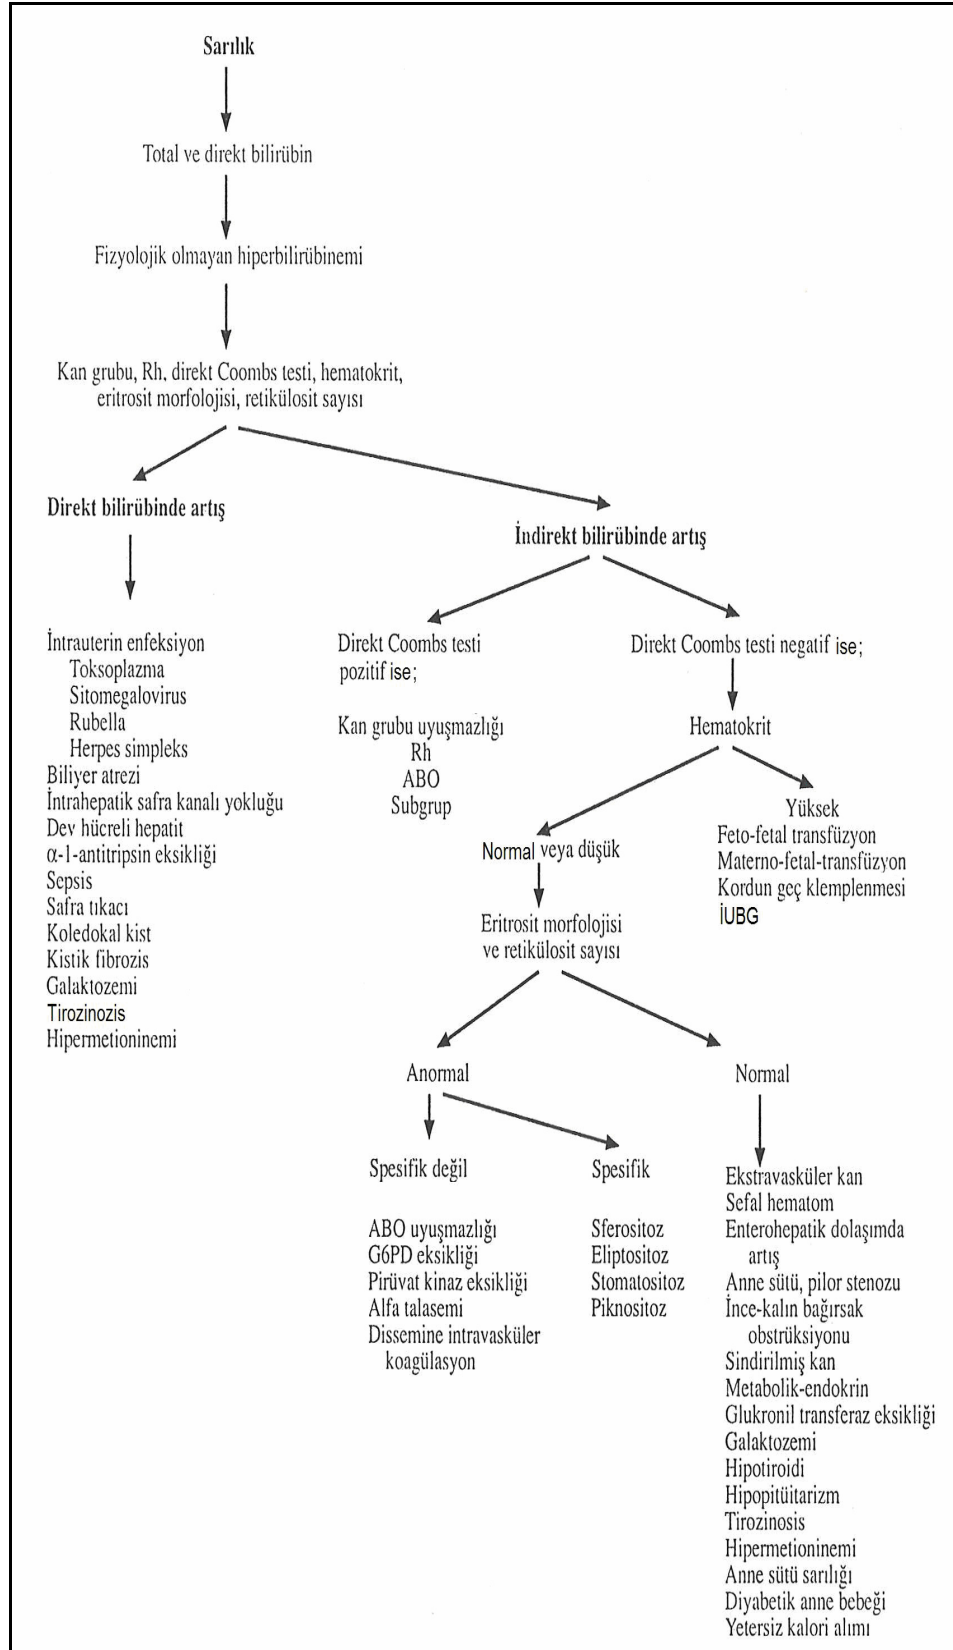 Sarılık
Total ve direkt bilirübin
Fizyolojik olmayan hiperbilirübinemi
Kan grubu, Rh. direkt Coombs testi, hematokrit,
eritrosit morfolojisi, retikülosit sayısı
Direkt bilirübinde artış
İntrauterin enfeksiyon
Toksoplazma
Sitomegalovirus
Rubella
Herpes simpleks
Biliyer atrezi
İntrahepatik safra kanalı yokluğu
Dev hücreli hepatit
α-1-antitripsin eksikliği
Sepsis
Safra tıkacı
Koledokal kist
Kistik fibrozis
Galaktozemi
Tirozinozis
Hipermetioninemi
İndirekt bilirübinde artış
Direkt Coombs testi
pozitif ise;
Kan grubu uyuşmazlığı
Rh
ABO
Subgrup
Direkt Coombs testi negatif ise;
Hematokrit
Yüksek
Feto-fetal transfüzyon
Materno-fetal-transfüzyon
Kordun geç klemplenmesi
İUBG
Normal veya düşük
Eritrosit morfolojisi
ve retikülosit sayısı
Anormal
Spesifik değil
ABO uyuşmazlığı
G6PD eksikliği
Pirüvat kinaz eksikliği
Alfa talasemi
Dissemine intravasküler
koagülasyon
Spesifik
Sferositoz
Eliptositoz
Stomatositoz
Piknositoz
Normal
Ekstravasküler kan
Sefal hematom
Enterohepatik dolaşımda
artış
Anne sütü, pilor stenozu
İnce-kalın bağırsak
obstrüksiyonu
Sindirilmiş kan
Metabolik-endokrin
Glukronil transferaz eksikliği
Galaktozemi
Hipotiroidi
Hipopitüitarizm
Tirozinosis
Hipermetioninemi
Anne sütü sarılığı
Diyabetik anne bebeği
Yetersiz kalori alımı